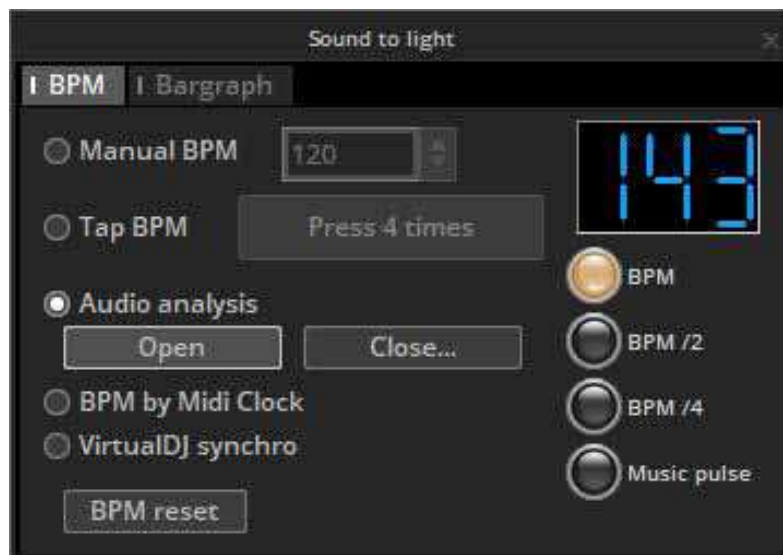 Sound to light
BPM Bargraph
Manual BPM 120
143
Tap BPM Press 4 times
BPM
Audio analysis
Open Close...
BPM /2
BPM by Midi Clock
BPM /4
VirtualDJ synchro
Music pulse
BPM reset